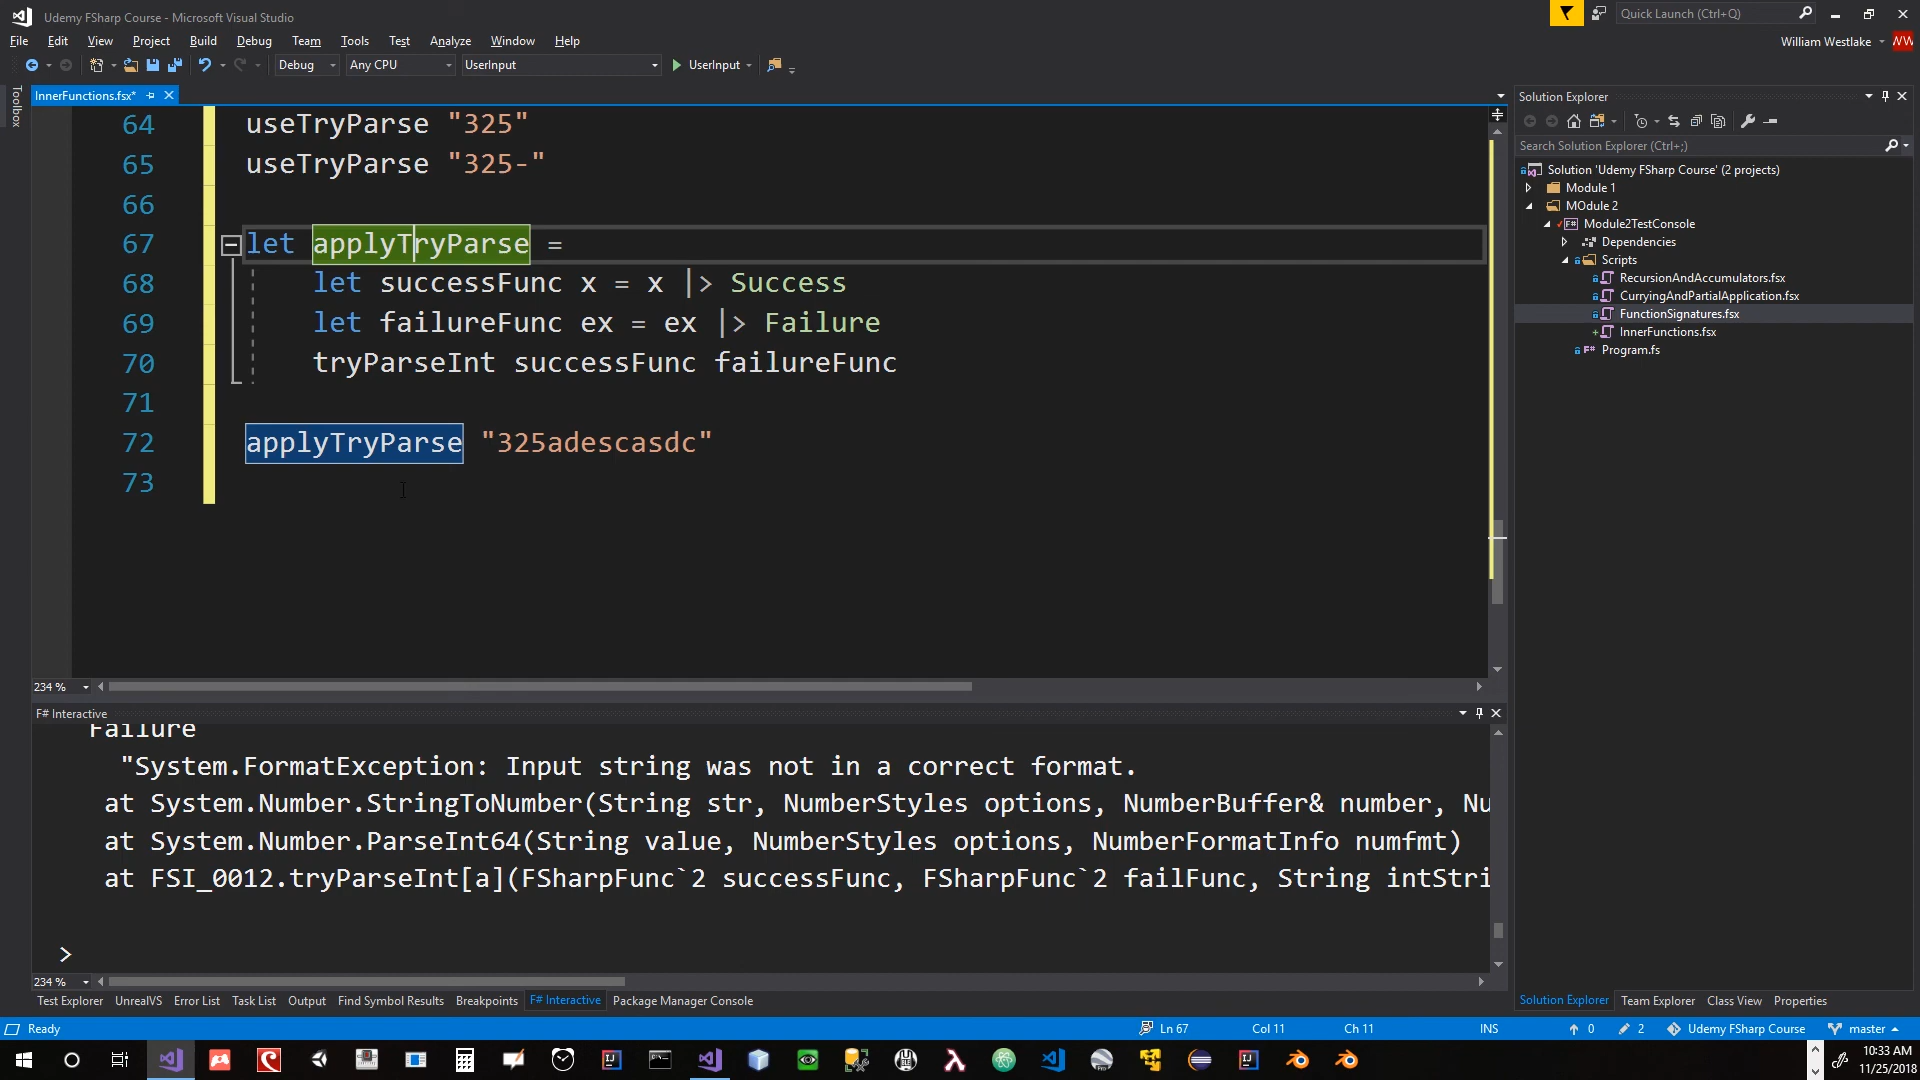 Udemy FSharp Course - Microsoft Visual Studio
Quick Launch (Ctrl+Q)
File Edit View Project Build Debug Team Tools Test Analyze Window Help
William Westlake WW
Debug Any CPU UserInput UserInput
Toolbox
InnerFunctions.fsx*
64 useTryParse "325"
65 useTryParse "325-"
66
67 let applyTryParse =
68 let successFunc x = x |> Success
69 let failureFunc ex = ex |> Failure
70 tryParseInt successFunc failureFunc
71
72 applyTryParse "325adescasdc"
73
234 %
F# Interactive
Failure
"System.FormatException: Input string was not in a correct format.
at System.Number.StringToNumber(String str, NumberStyles options, NumberBuffer& number, Nu
at System.Number.ParseInt64(String value, NumberStyles options, NumberFormatInfo numfmt)
at FSI_0012.tryParseInt[a](FSharpFunc`2 successFunc, FSharpFunc`2 failFunc, String intStri
>
234 %
Test Explorer UnrealVS Error List Task List Output Find Symbol Results Breakpoints F# Interactive Package Manager Console
Solution Explorer
Search Solution Explorer (Ctrl+;)
Solution 'Udemy FSharp Course' (2 projects)
Module 1
MOdule 2
F# Module2TestConsole
Dependencies
Scripts
RecursionAndAccumulators.fsx
CurryingAndPartialApplication.fsx
FunctionSignatures.fsx
InnerFunctions.fsx
F# Program.fs
Solution Explorer Team Explorer Class View Properties
Ready Ln 67 Col 11 Ch 11 INS 0 2 Udemy FSharp Course master
10:33 AM
11/25/2018